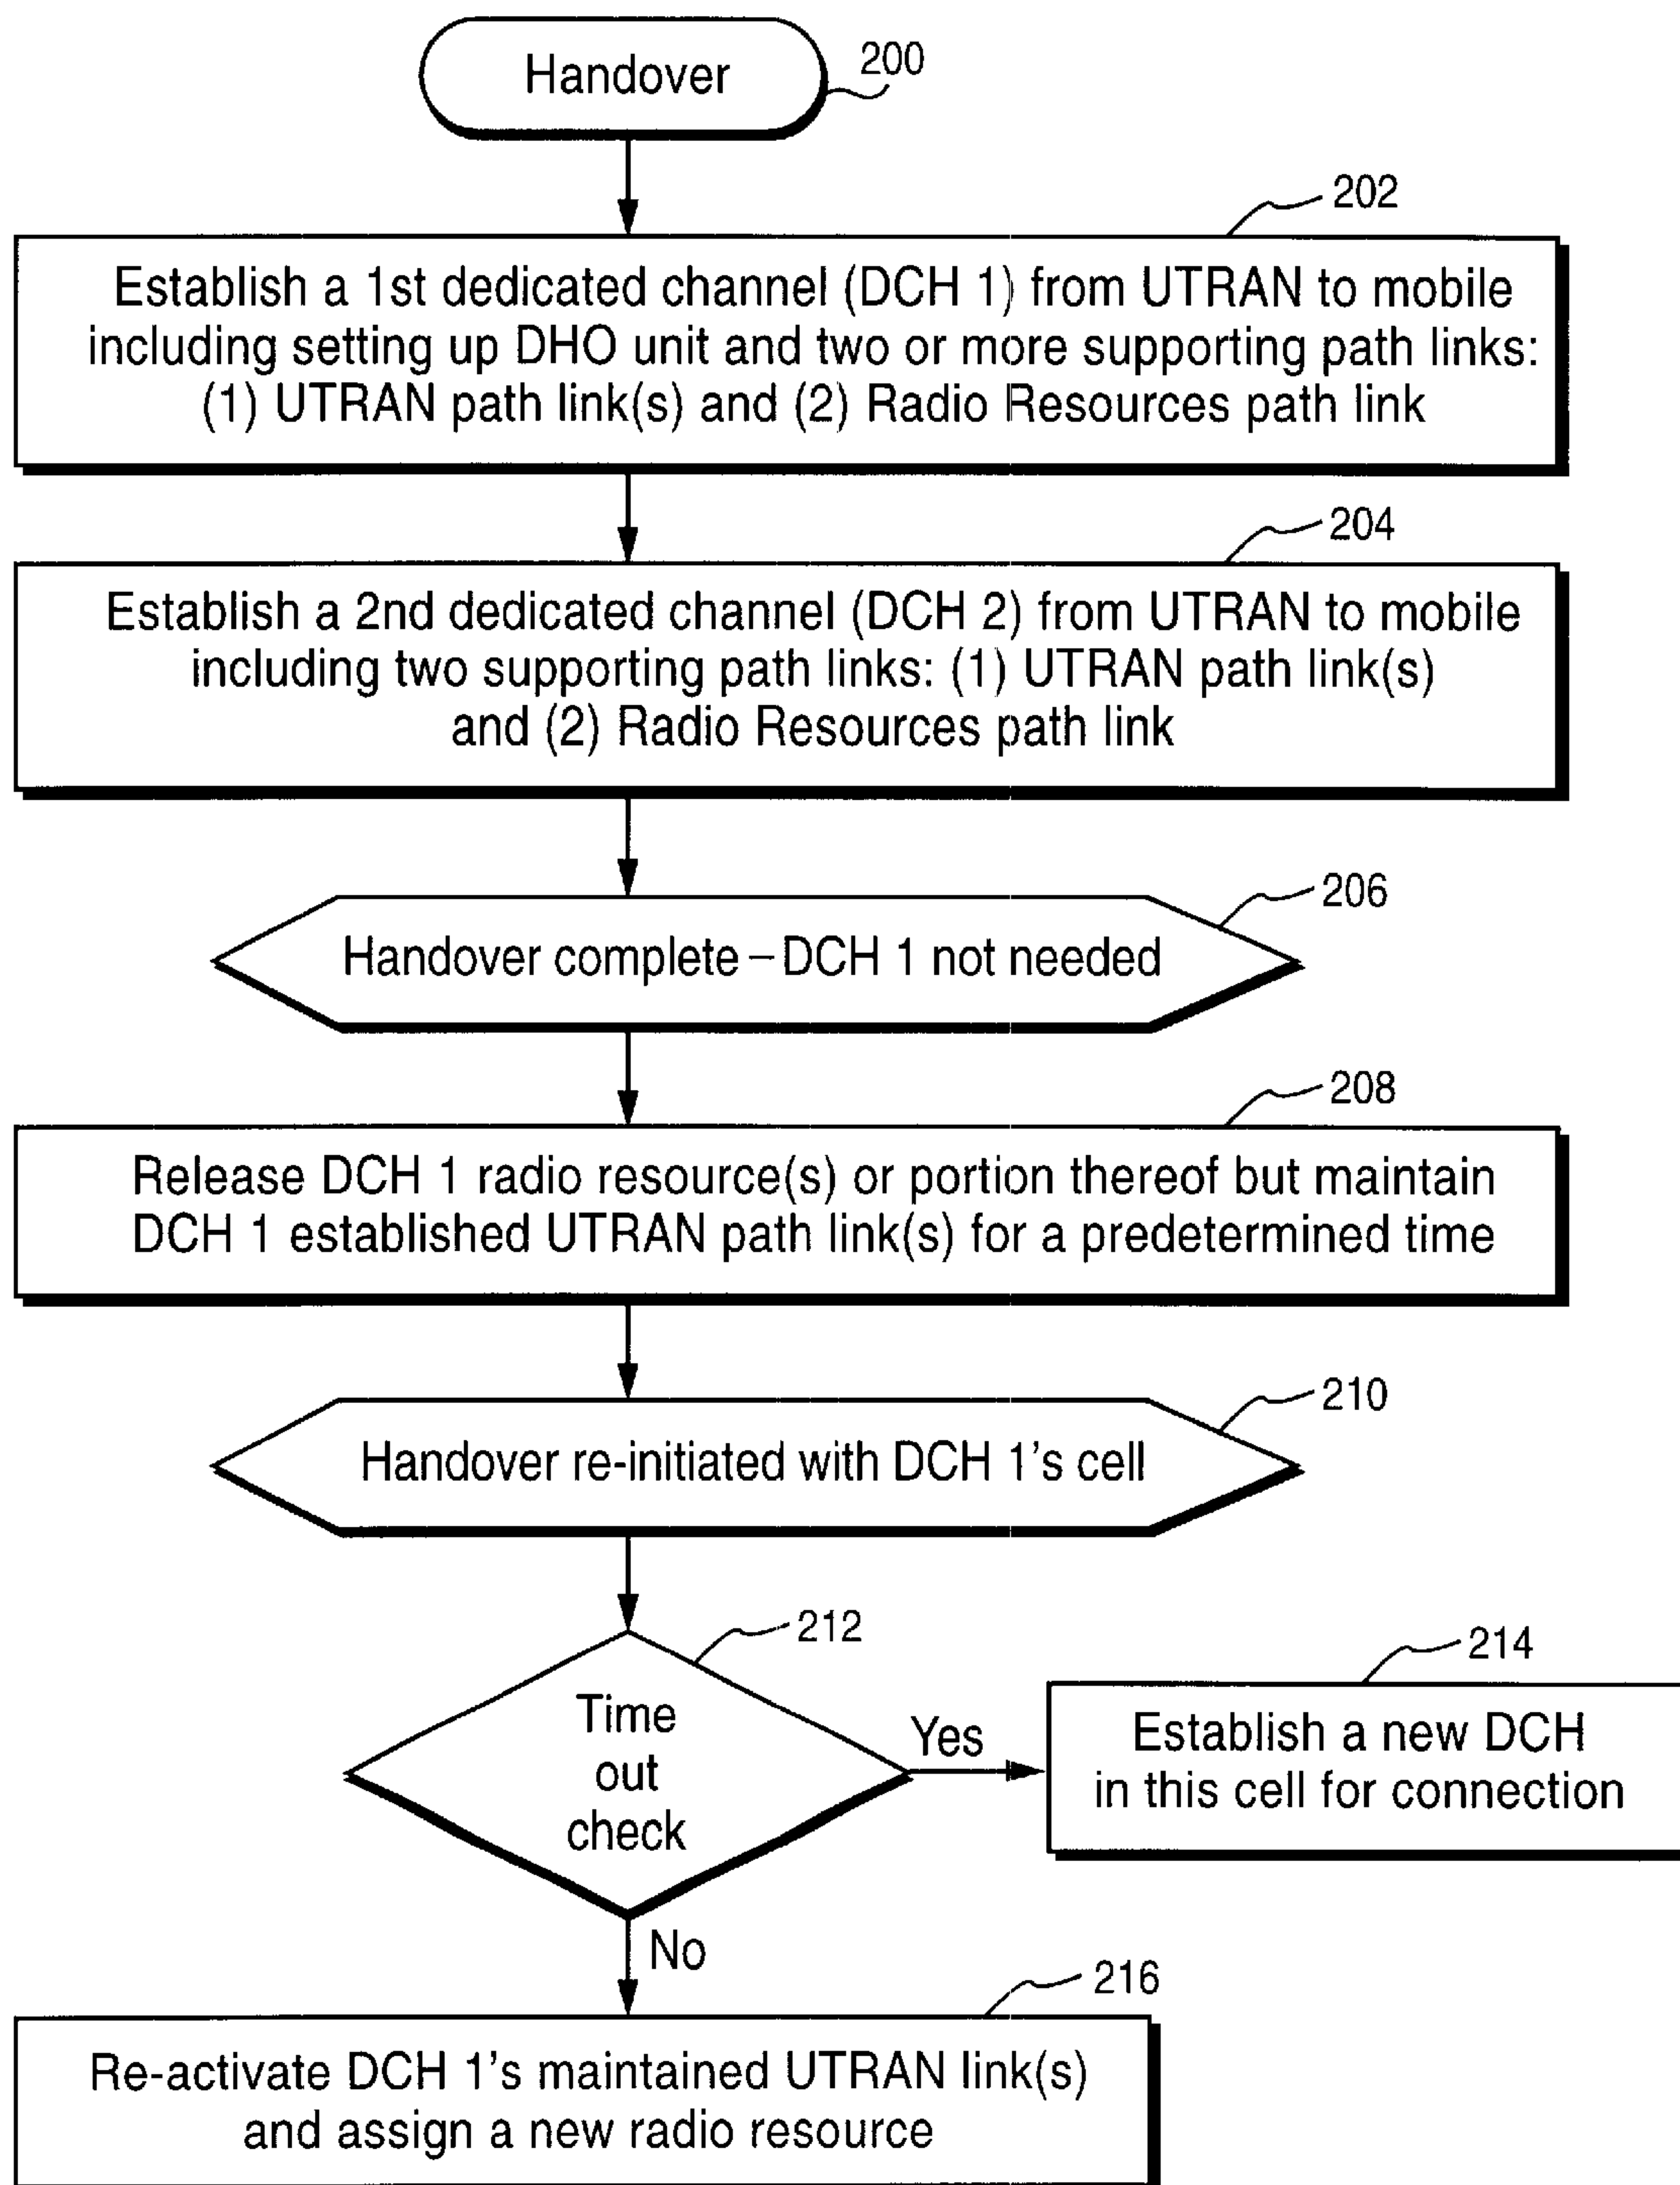 Handover
200
202
Establish a 1st dedicated channel (DCH 1) from UTRAN to mobile
including setting up DHO unit and two or more supporting path links:
(1) UTRAN path link(s) and (2) Radio Resources path link
204
Establish a 2nd dedicated channel (DCH 2) from UTRAN to mobile
including two supporting path links: (1) UTRAN path link(s)
and (2) Radio Resources path link
206
Handover complete – DCH 1 not needed
208
Release DCH 1 radio resource(s) or portion thereof but maintain
DCH 1 established UTRAN path link(s) for a predetermined time
210
Handover re-initiated with DCH 1's cell
212
Time
out
check
Yes
214
Establish a new DCH
in this cell for connection
No
216
Re-activate DCH 1's maintained UTRAN link(s)
and assign a new radio resource